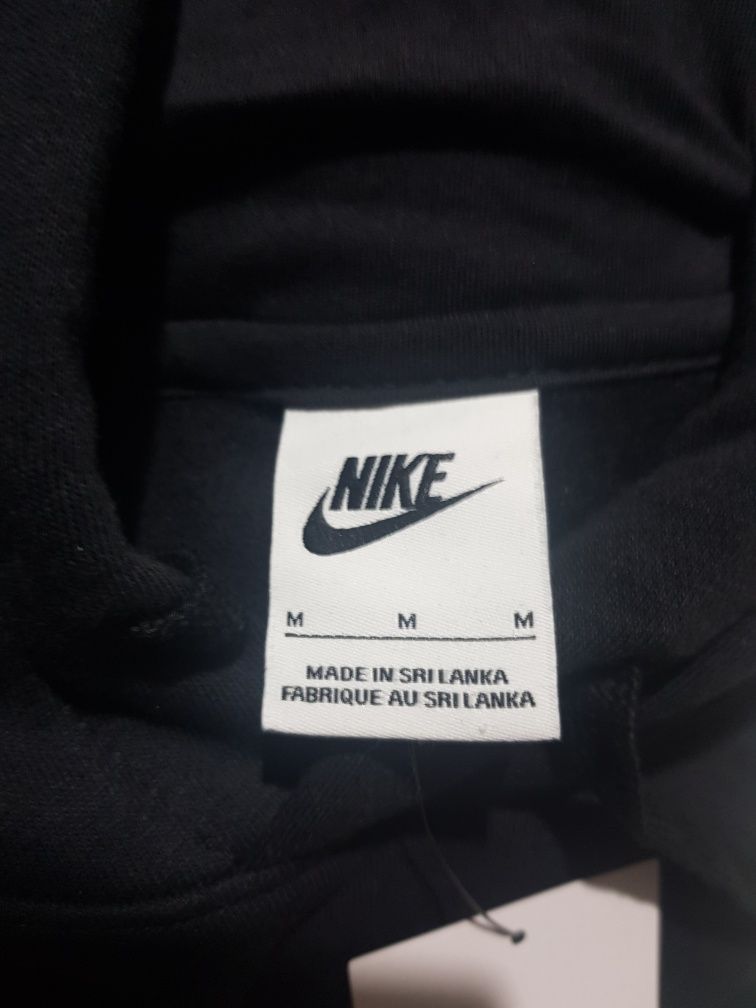 NIKE
M M M
MADE IN SRI LANKA
FABRIQUE AU SRI LANKA